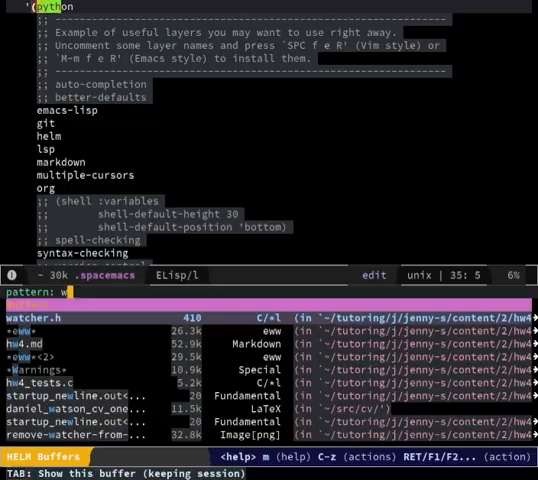 '(python
;; --------------------------------------------------------------
;; Example of useful layers you may want to use right away.
;; Uncomment some layer names and press `SPC f e R' (Vim style) or
;; `M-m f e R' (Emacs style) to install them.
;; --------------------------------------------------------------
;; auto-completion
;; better-defaults
emacs-lisp
git
helm
lsp
markdown
multiple-cursors
org
;; (shell :variables
;;        shell-default-height 30
;;        shell-default-position 'bottom)
;; spell-checking
syntax-checking
- 30k .spacemacs ELisp/l edit unix | 35: 5 6%
pattern: w
watcher.h 410 C/*l (in `~/tutoring/j/jenny-s/content/2/hw4
*eww* 26.3k eww (in `~/tutoring/j/jenny-s/content/2/hw4
hw4.md 52.9k Markdown (in `~/tutoring/j/jenny-s/content/2/hw4
*eww*<2> 29.5k eww (in `~/tutoring/j/jenny-s/content/2/hw4
*Warnings* 10.9k Special (in `~/tutoring/j/jenny-s/content/2/hw4
hw4_tests.c 5.2k C/*l (in `~/tutoring/j/jenny-s/content/2/hw4
startup_newline.out<... 20 Fundamental (in `~/tutoring/j/jenny-s/content/2/hw4
daniel_watson_cv_one... 11.5k LaTeX (in `~/src/cv/')
startup_newline.out<... 20 Fundamental (in `~/tutoring/j/jenny-s/content/2/hw4
remove-watcher-from-... 32.8k Image[png] (in `~/tutoring/j/jenny-s/content/2/hw4
HELM Buffers <help> m (help) C-z (actions) RET/F1/F2... (action)
TAB: Show this buffer (keeping session)